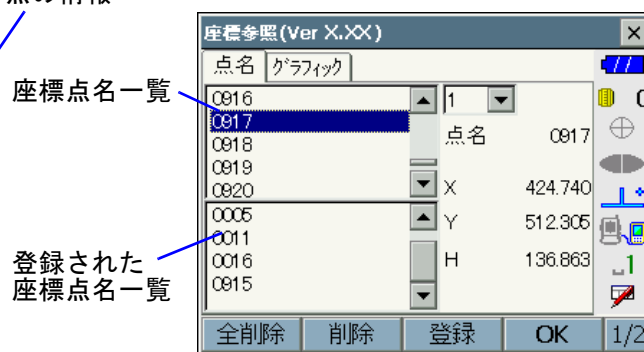 点の情報
座標参照(Ver X.XX)
点名 グラフィック
座標点名一覧
0916
0917
0918
0919
0920
1
点名 0917
X 424.740
Y 512.305
H 136.863
0005
0011
0016
0915
登録された
座標点名一覧
全削除 削除 登録 OK 1/2
0
1